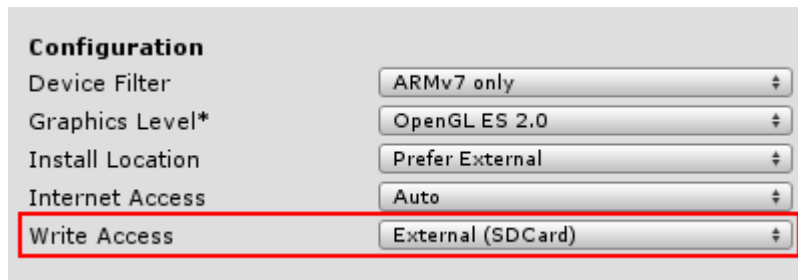 Configuration
Device Filter ARMv7 only
Graphics Level* OpenGL ES 2.0
Install Location Prefer External
Internet Access Auto
Write Access External (SDCard)